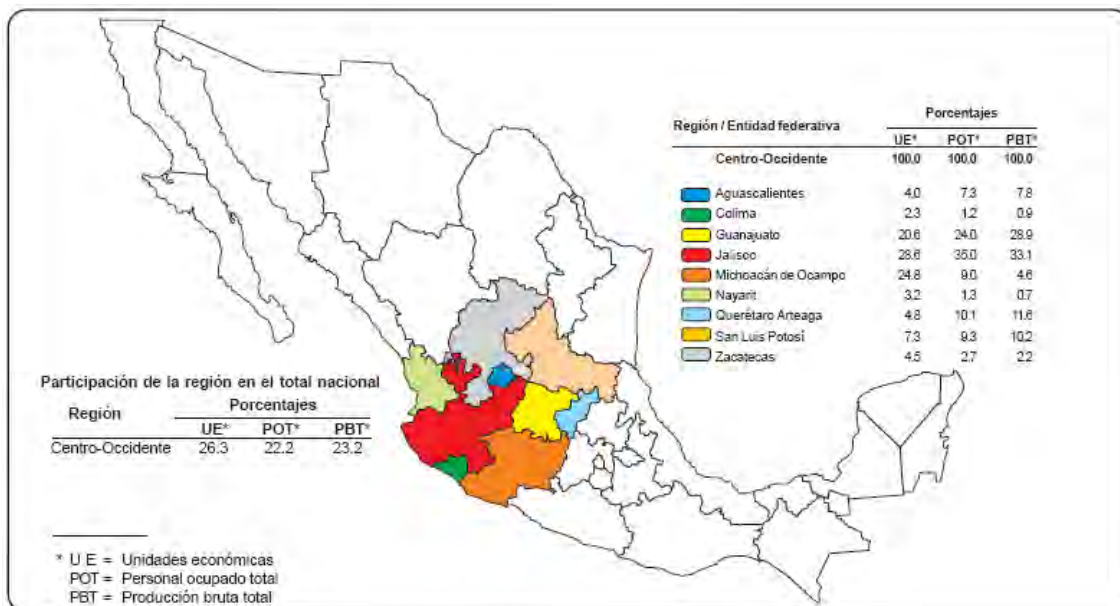 Región / Entidad federativa
Porcentajes
UE* POT* PBT*
Centro-Occidente 100.0 100.0 100.0
Aguascalientes 4.0 7.3 7.8
Colima 2.3 1.2 0.9
Guanajuato 20.6 24.0 28.9
Jalisco 28.6 35.0 33.1
Michoacán de Ocampo 24.8 9.0 4.6
Nayarit 3.2 1.3 0.7
Querétaro Arteaga 4.8 10.1 11.6
San Luis Potosí 7.3 9.3 10.2
Zacatecas 4.5 2.7 2.2
Participación de la región en el total nacional
Región
Porcentajes
UE* POT* PBT*
Centro-Occidente 26.3 22.2 23.2
* U E = Unidades económicas
POT = Personal ocupado total
PBT = Producción bruta total